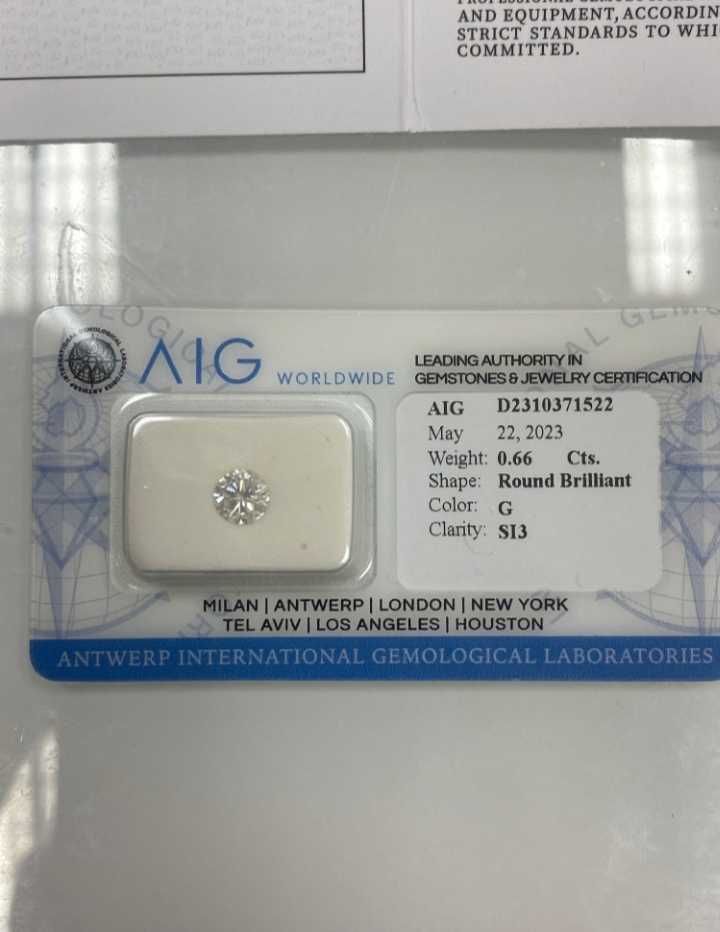 AND EQUIPMENT, ACCORDIN
STRICT STANDARDS TO WHI
COMMITTED.
AIG WORLDWIDE
LEADING AUTHORITY IN
GEMSTONES & JEWELRY CERTIFICATION
AIG D2310371522
May 22, 2023
Weight: 0.66 Cts.
Shape: Round Brilliant
Color: G
Clarity: SI3
MILAN | ANTWERP | LONDON | NEW YORK
TEL AVIV | LOS ANGELES | HOUSTON
ANTWERP INTERNATIONAL GEMOLOGICAL LABORATORIES